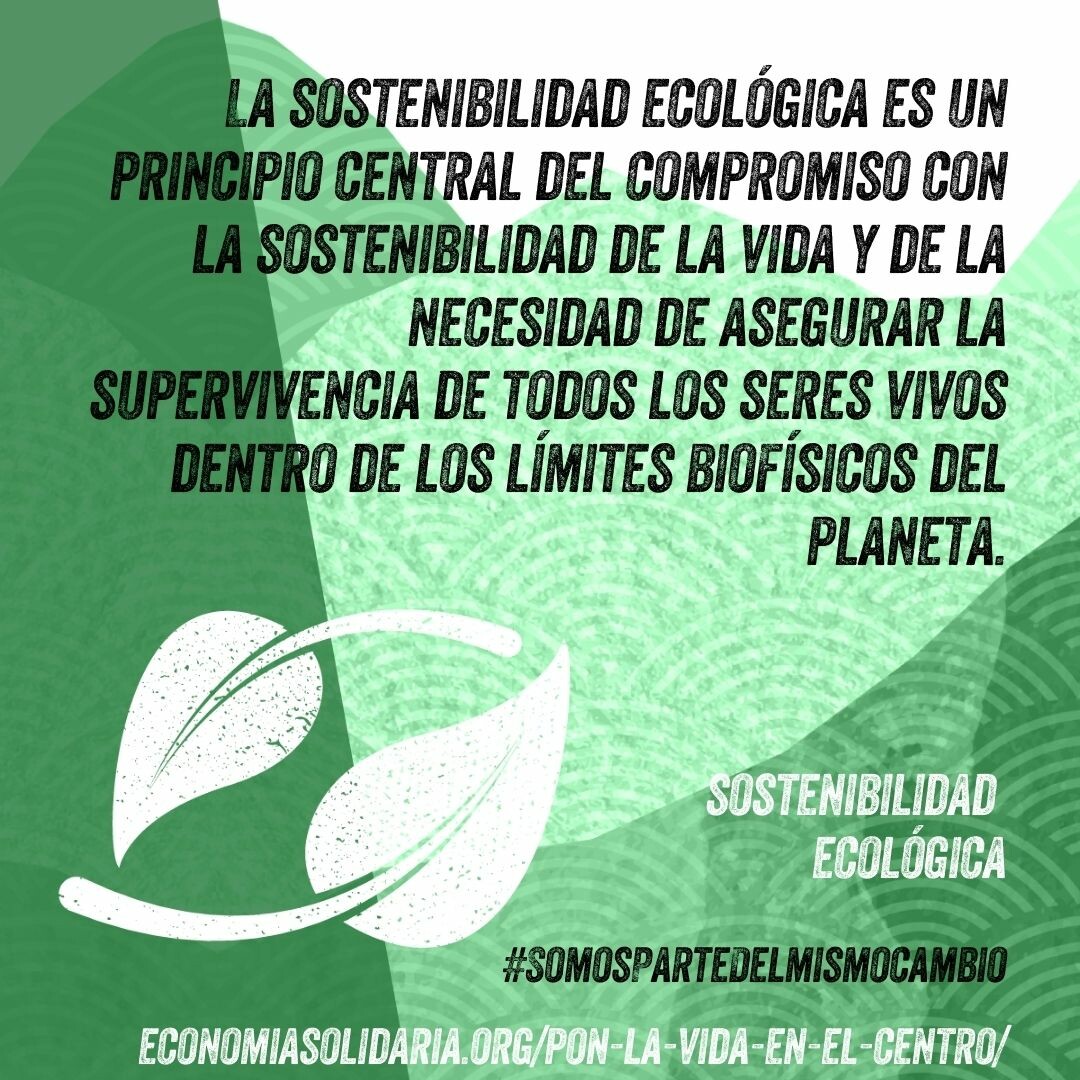 LA SOSTENIBILIDAD ECOLÓGICA ES UN
PRINCIPIO CENTRAL DEL COMPROMISO CON
LA SOSTENIBILIDAD DE LA VIDA Y DE LA
NECESIDAD DE ASEGURAR LA
SUPERVIVENCIA DE TODOS LOS SERES VIVOS
DENTRO DE LOS LÍMITES BIOFÍSICOS DEL
PLANETA.
SOSTENIBILIDAD
ECOLÓGICA
#SOMOSPARTEDELMISMOCAMBIO
ECONOMIASOLIDARIA.ORG/PON-LA-VIDA-EN-EL-CENTRO/